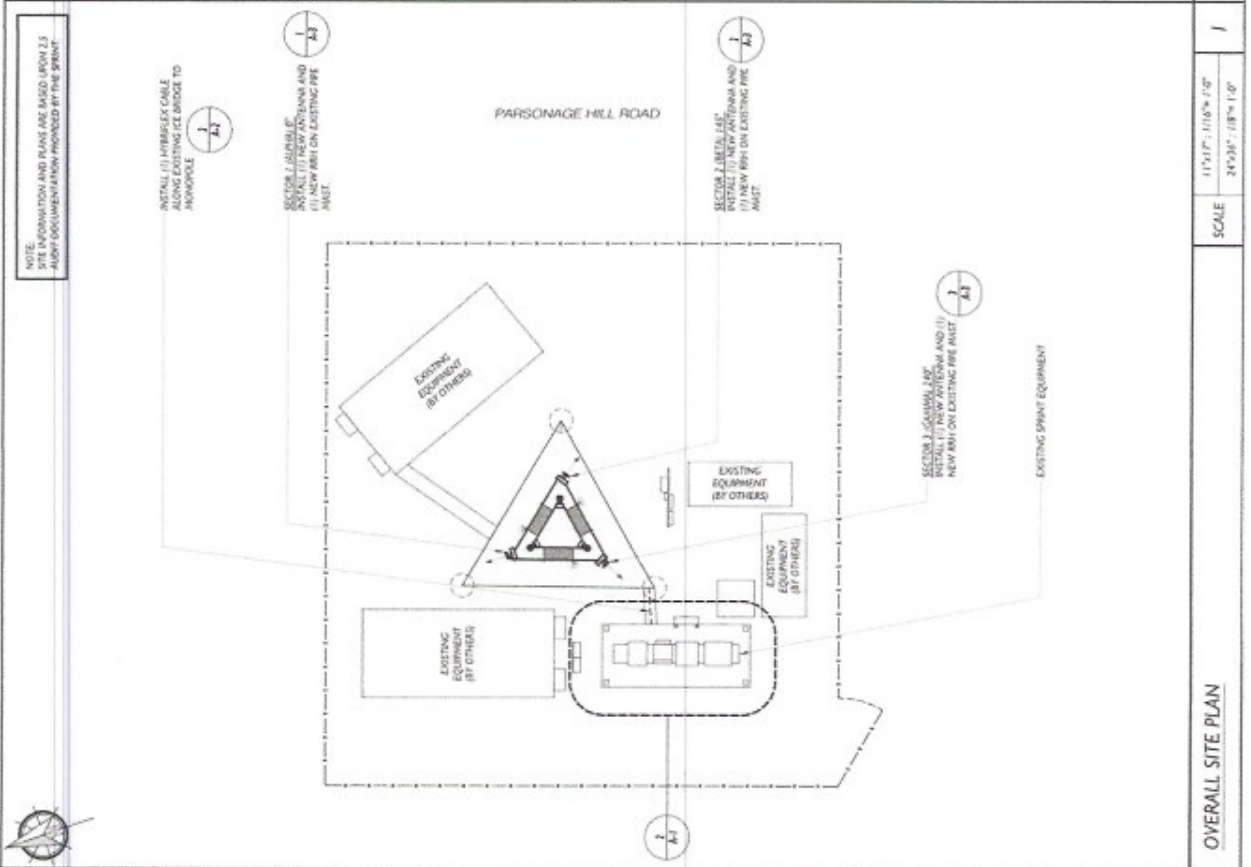 NOTE:
SITE INFORMATION AND PLANS ARE BASED UPON 2.5
AUDIT DOCUMENTATION PROVIDED BY THE SPRINT.
INSTALL (1) HYBRIFLEX CABLE
ALONG EXISTING ICE BRIDGE TO
MONOPOLE
SECTOR 1 (ALPHA) 0°
INSTALL (1) NEW ANTENNA AND
(1) NEW RRH ON EXISTING PIPE
MAST.
1
A-3
PARSONAGE HILL ROAD
SECTOR 2 (BETA) 145°
INSTALL (1) NEW ANTENNA AND
(1) NEW RRH ON EXISTING PIPE
MAST.
EXISTING
EQUIPMENT
(BY OTHERS)
EXISTING
EQUIPMENT
(BY OTHERS)
EXISTING
EQUIPMENT
(BY OTHERS)
EXISTING
EQUIPMENT
(BY OTHERS)
SECTOR 3 (GAMMA) 240°
INSTALL (1) NEW ANTENNA AND (1)
NEW RRH ON EXISTING PIPE MAST.
EXISTING SPRINT EQUIPMENT
2
A-1
OVERALL SITE PLAN
SCALE
11"x17" : 1/16"= 1'-0"
24"x36" : 1/8"= 1'-0"
1